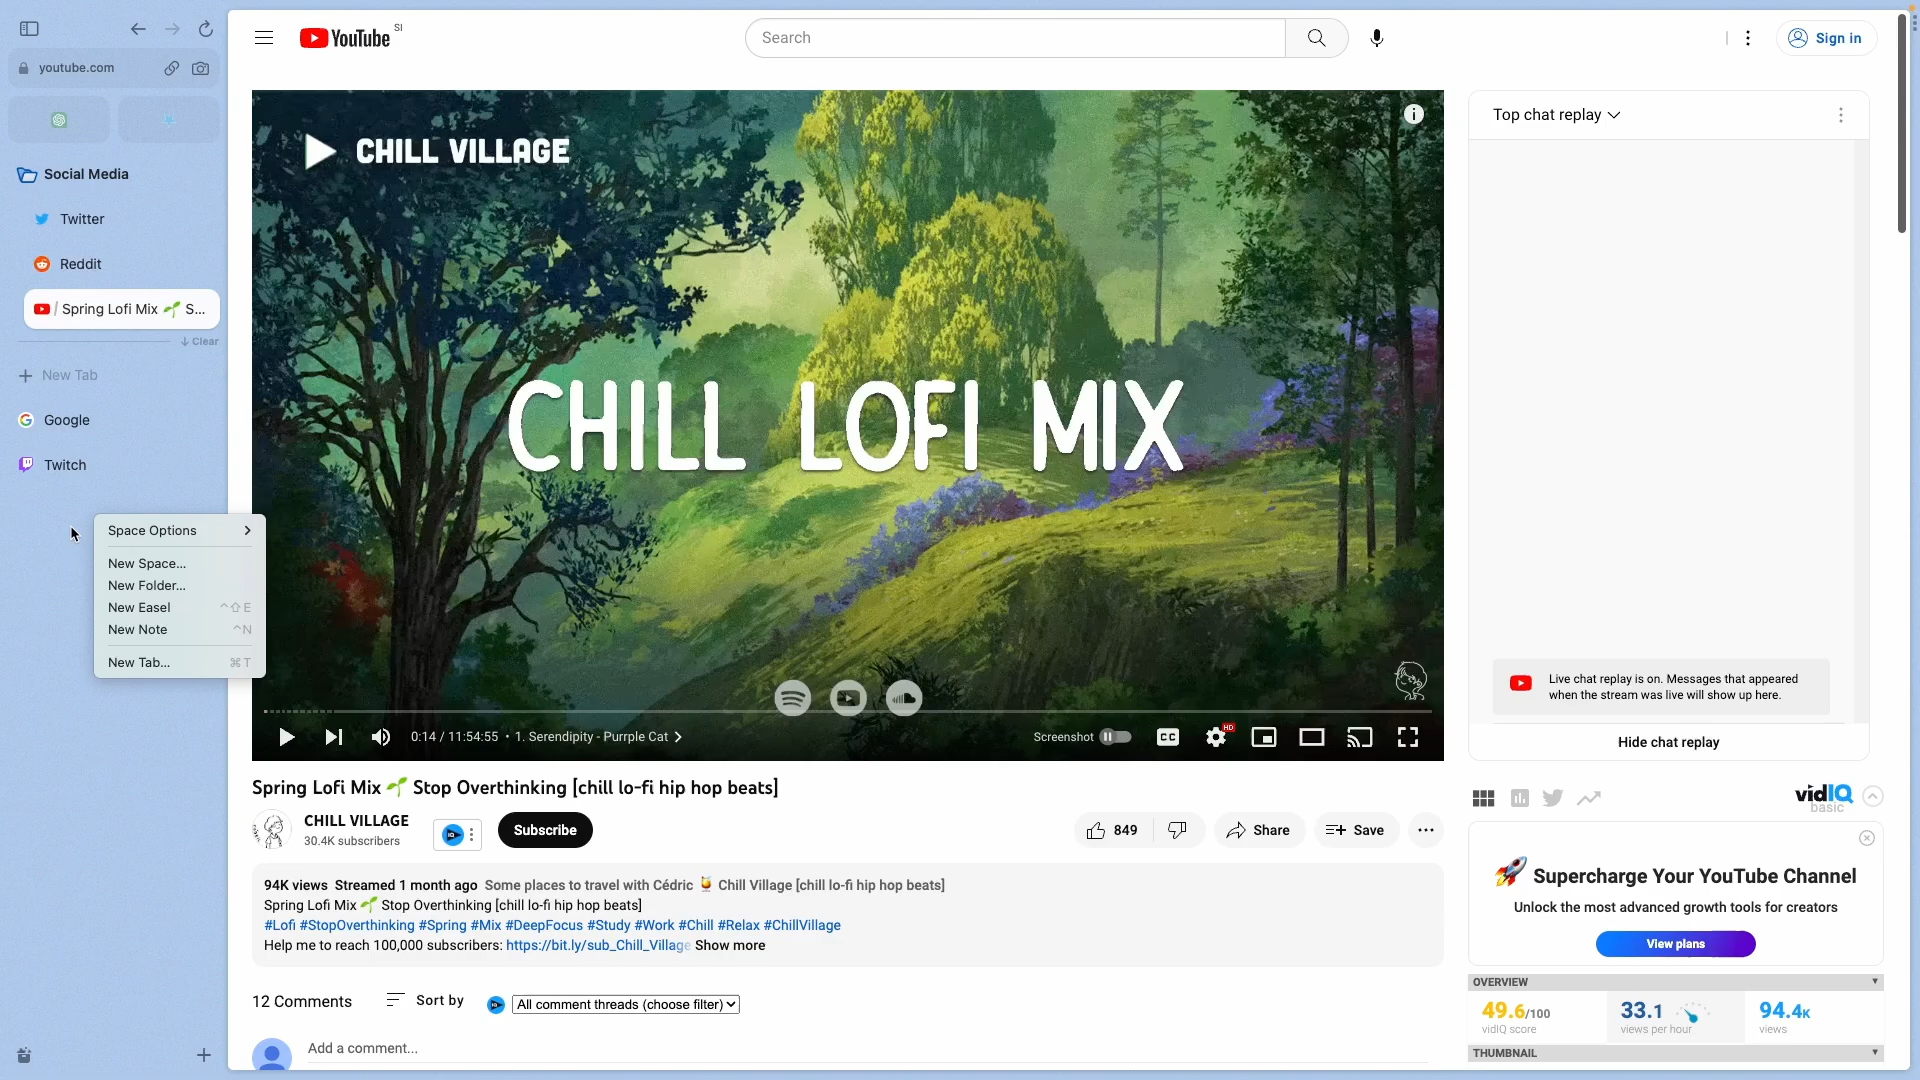 youtube.com
Social Media
Twitter
Reddit
/ Spring Lofi Mix 🌱 S...
↓ Clear
+ New Tab
Google
Twitch
Space Options
New Space...
New Folder...
New Easel ^⇧E
New Note ^N
New Tab... ⌘T
YouTube SI
Search
Sign in
CHILL VILLAGE
CHILL LOFI MIX
0:14 / 11:54:55 • 1. Serendipity - Purrple Cat
Screenshot
CC
HD
Top chat replay
Live chat replay is on. Messages that appeared
when the stream was live will show up here.
Hide chat replay
Spring Lofi Mix 🌱 Stop Overthinking [chill lo-fi hip hop beats]
CHILL VILLAGE
30.4K subscribers
Subscribe
849
Share
Save
94K views Streamed 1 month ago Some places to travel with Cédric 🍹 Chill Village [chill lo-fi hip hop beats]
Spring Lofi Mix 🌱 Stop Overthinking [chill lo-fi hip hop beats]
#Lofi #StopOverthinking #Spring #Mix #DeepFocus #Study #Work #Chill #Relax #ChillVillage
Help me to reach 100,000 subscribers: https://bit.ly/sub_Chill_Village Show more
12 Comments
Sort by
All comment threads (choose filter)
Add a comment...
vidIQ
basic
🚀 Supercharge Your YouTube Channel
Unlock the most advanced growth tools for creators
View plans
OVERVIEW
49.6/100
vidIQ score
33.1
views per hour
94.4K
views
THUMBNAIL